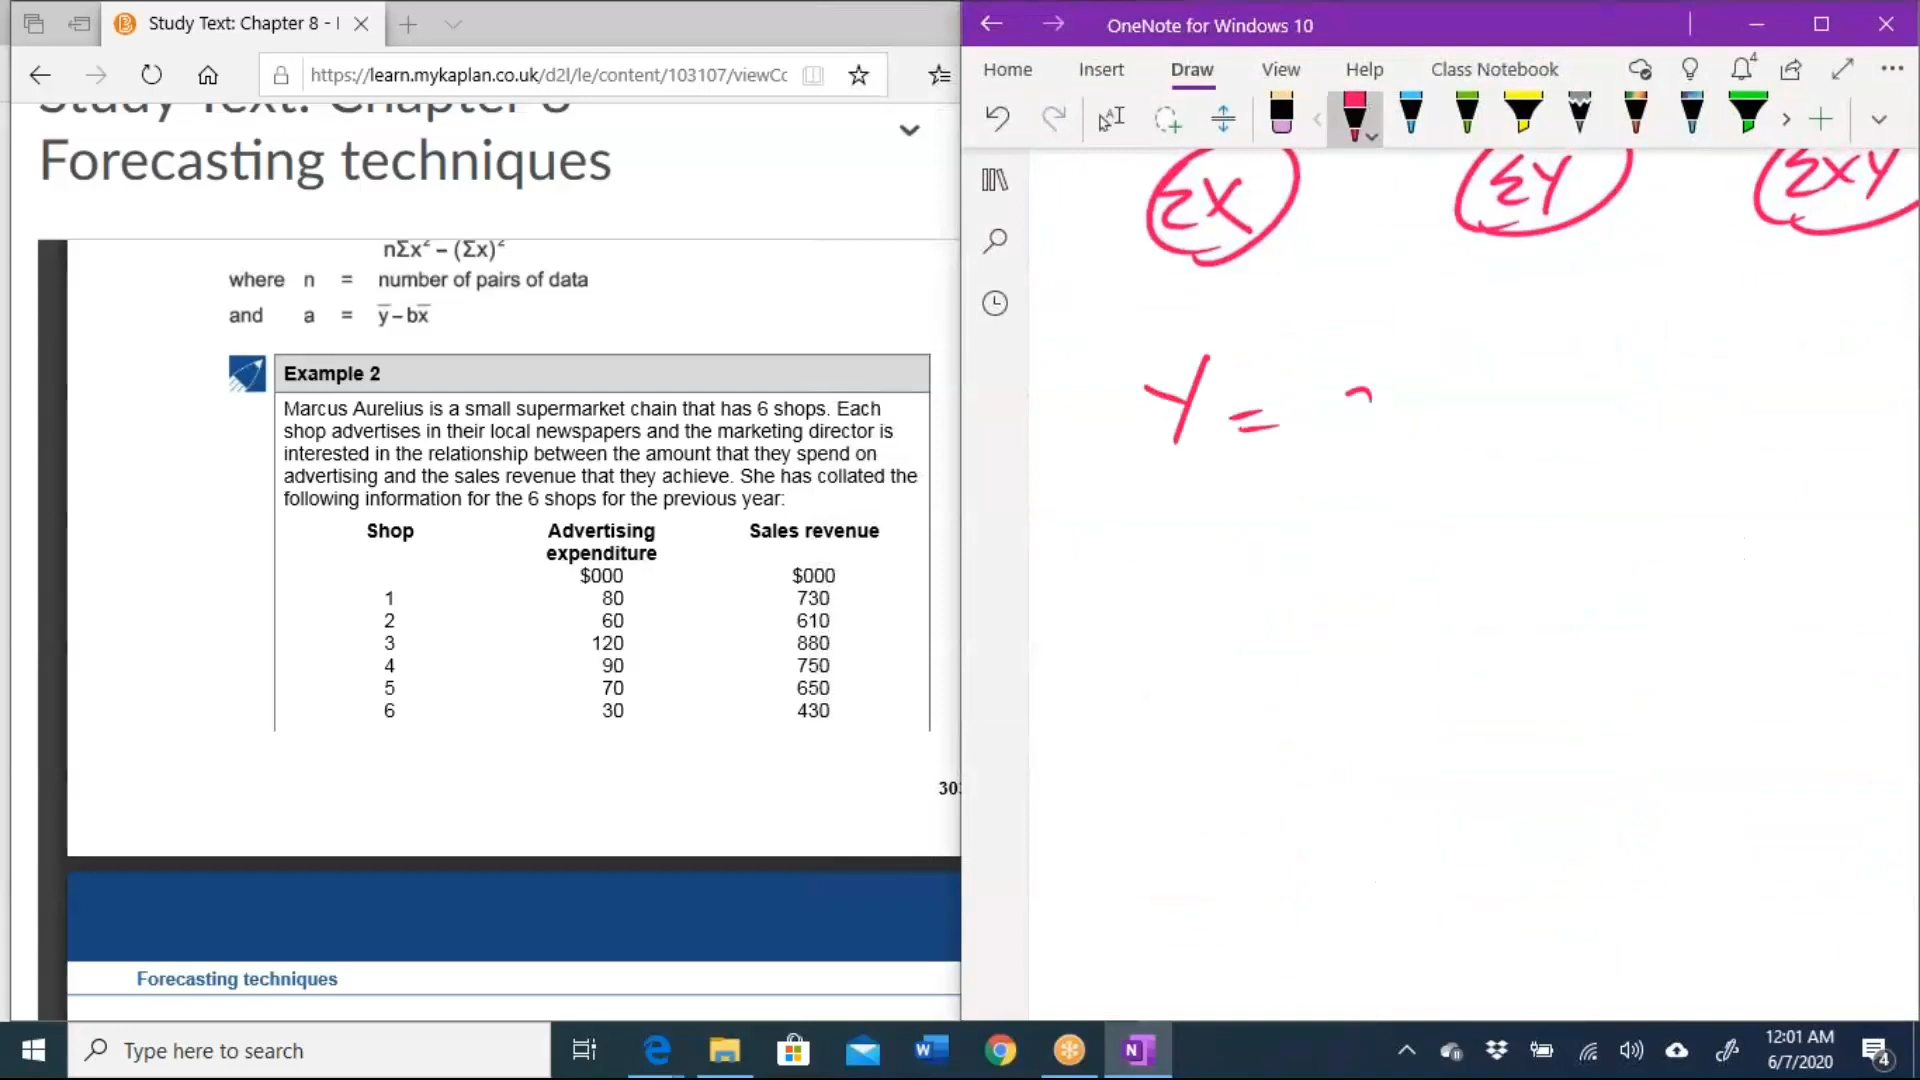 Study Text: Chapter 8 - I
OneNote for Windows 10
https://learn.mykaplan.co.uk/d2l/le/content/103107/viewCc
Home Insert Draw View Help Class Notebook
4
Study Text: Chapter 8
Forecasting techniques
nΣx² – (Σx)²
where n = number of pairs of data
and a = y̅ – bx̅
Example 2
Marcus Aurelius is a small supermarket chain that has 6 shops. Each
shop advertises in their local newspapers and the marketing director is
interested in the relationship between the amount that they spend on
advertising and the sales revenue that they achieve. She has collated the
following information for the 6 shops for the previous year:
Shop Advertising expenditure Sales revenue
$000 $000
1 80 730
2 60 610
3 120 880
4 90 750
5 70 650
6 30 430
303
Forecasting techniques
ΣX ΣY ΣXY
Y =
Type here to search
12:01 AM
6/7/2020
4